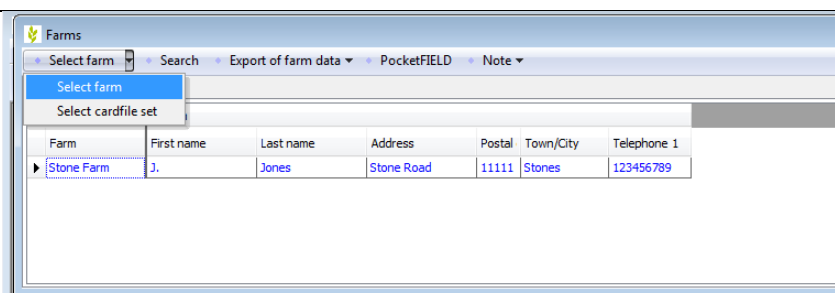 Farms
Select farm Search Export of farm data PocketFIELD Note
Select farm
Select cardfile set
Farm First name Last name Address Postal Town/City Telephone 1
Stone Farm J. Jones Stone Road 11111 Stones 123456789